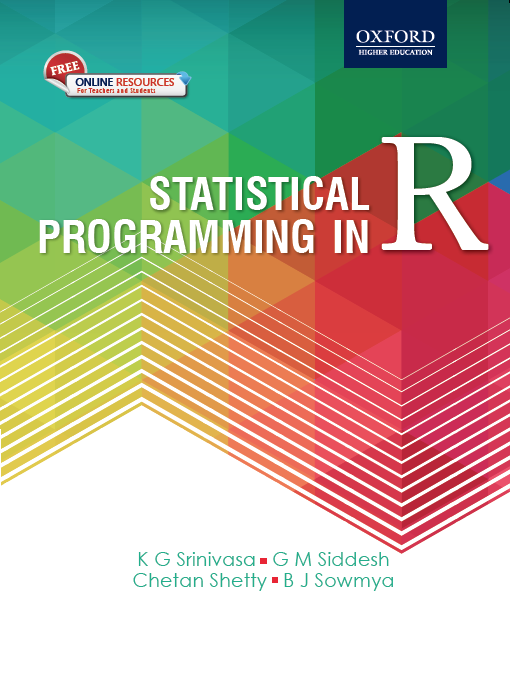 OXFORD
HIGHER EDUCATION
FREE
ONLINE RESOURCES
For Teachers and Students
STATISTICAL
PROGRAMMING IN R
K G Srinivasa ▪ G M Siddesh
Chetan Shetty ▪ B J Sowmya